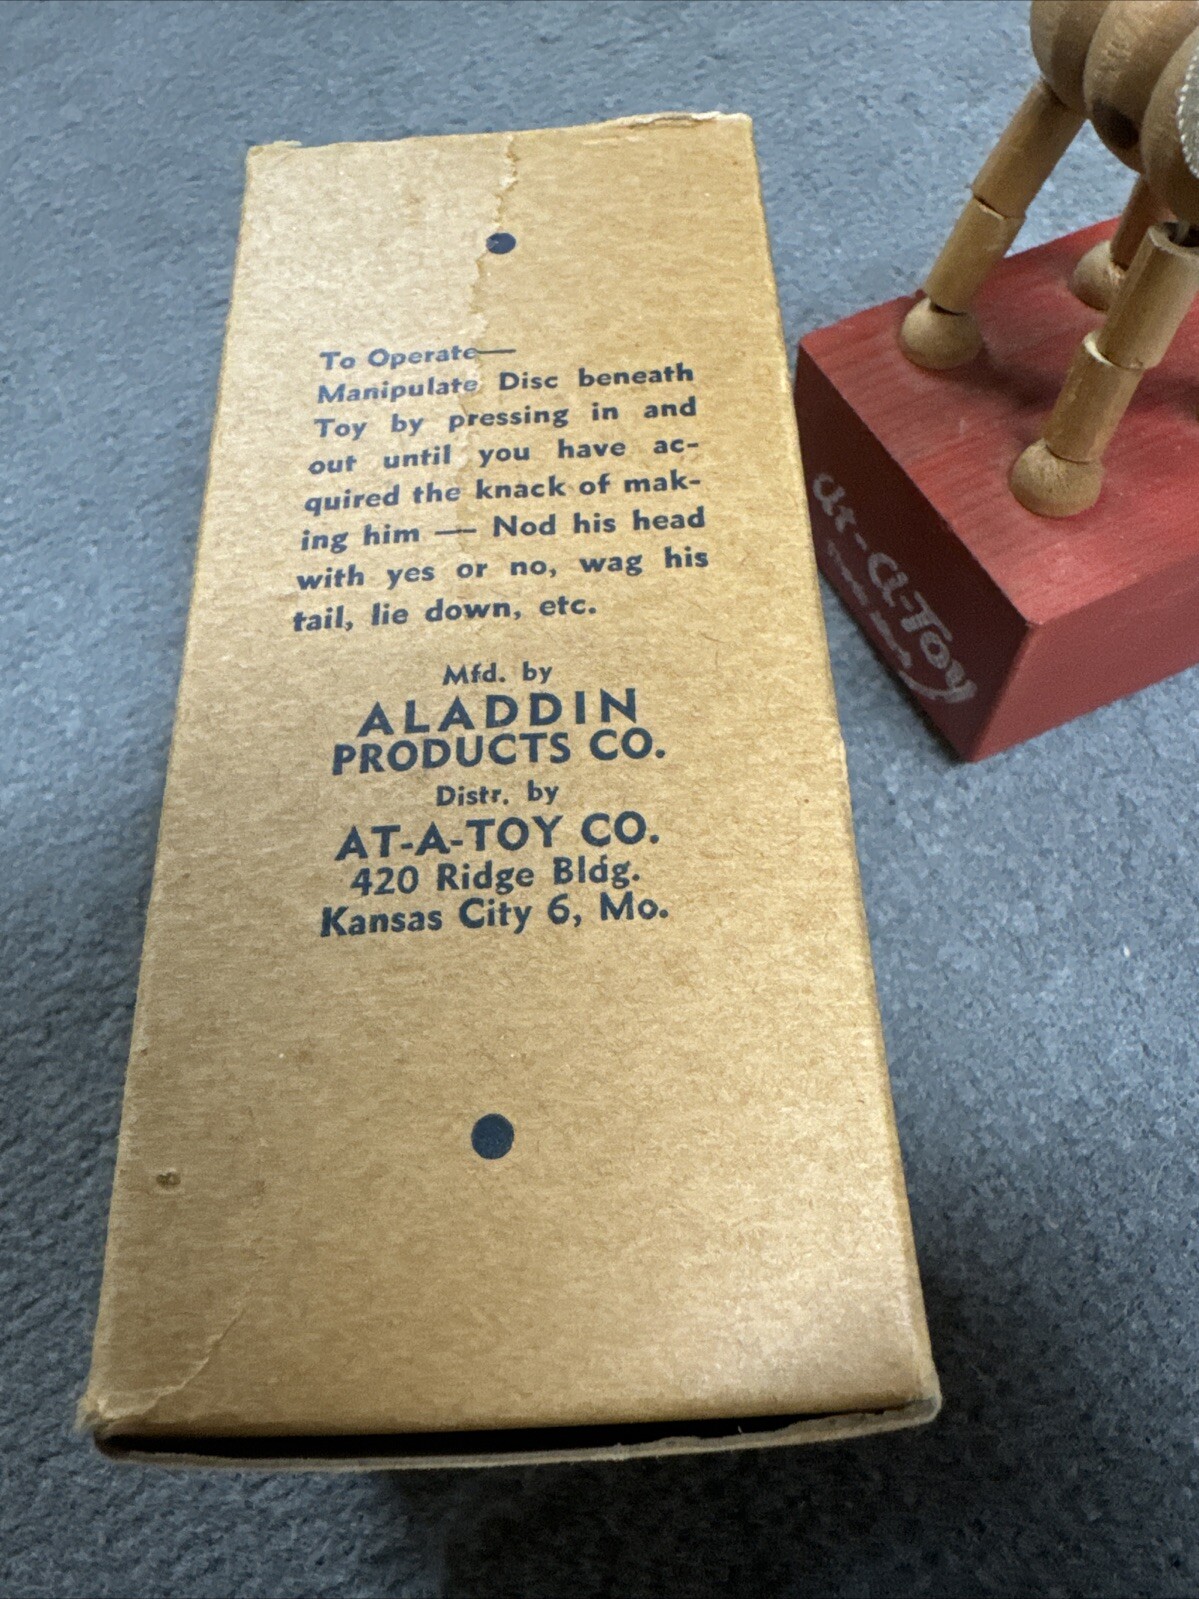 To Operate—
Manipulate Disc beneath
Toy by pressing in and
out until you have ac-
quired the knack of mak-
ing him — Nod his head
with yes or no, wag his
tail, lie down, etc.
Mfd. by
ALADDIN
PRODUCTS CO.
Distr. by
AT-A-TOY CO.
420 Ridge Bldg.
Kansas City 6, Mo.
At-A-Toy